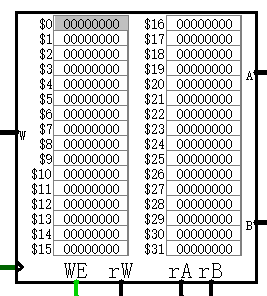 $0 00000000 $16 00000000
$1 00000000 $17 00000000
$2 00000000 $18 00000000
$3 00000000 $19 00000000
$4 00000000 $20 00000000
$5 00000000 $21 00000000
$6 00000000 $22 00000000
$7 00000000 $23 00000000
$8 00000000 $24 00000000
$9 00000000 $25 00000000
$10 00000000 $26 00000000
$11 00000000 $27 00000000
$12 00000000 $28 00000000
$13 00000000 $29 00000000
$14 00000000 $30 00000000
$15 00000000 $31 00000000
A
W
B
WE rW rA rB